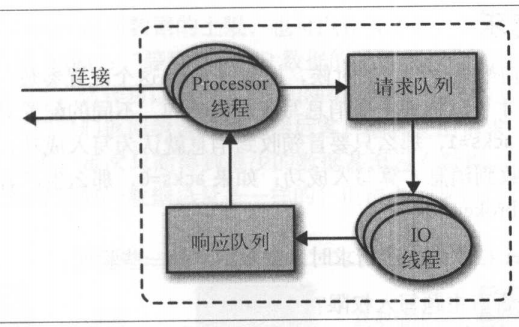 连接
Processor
线程
请求队列
响应队列
IO
线程